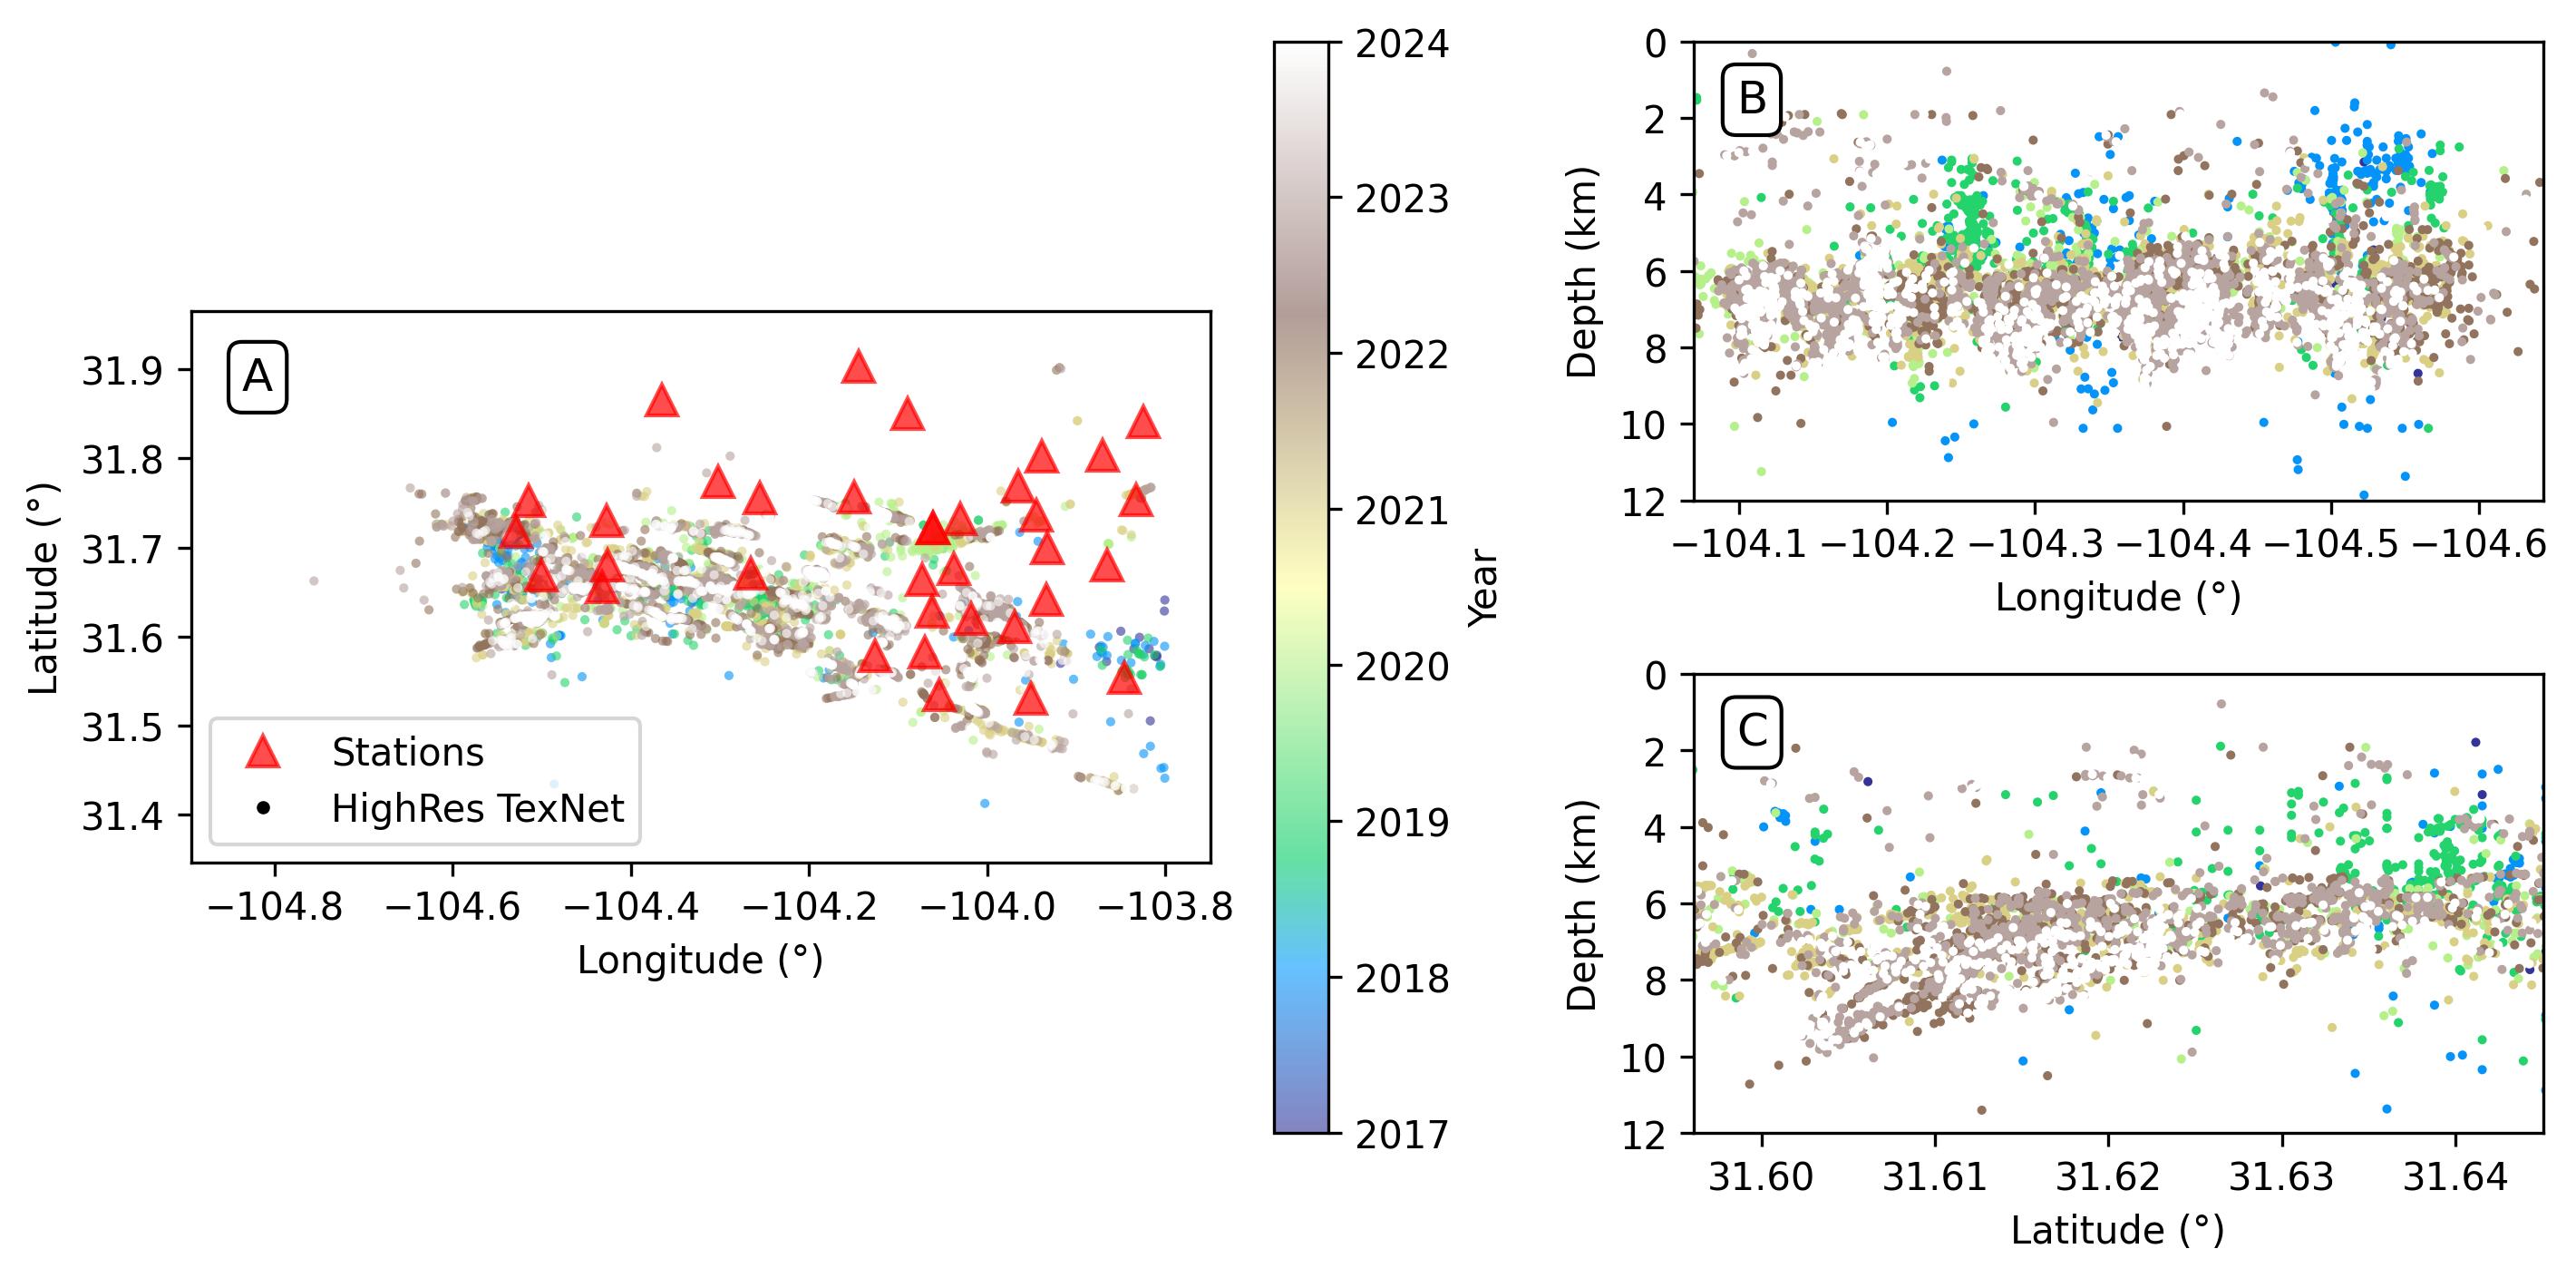 A
31.9
31.8
31.7
31.6
31.5
31.4
Latitude (°)
Stations
HighRes TexNet
−104.8 −104.6 −104.4 −104.2 −104.0 −103.8
Longitude (°)
2024
2023
2022
2021
2020
2019
2018
2017
Year
B
0
2
4
6
8
10
12
Depth (km)
−104.1 −104.2 −104.3 −104.4 −104.5 −104.6
Longitude (°)
C
0
2
4
6
8
10
12
Depth (km)
31.60 31.61 31.62 31.63 31.64
Latitude (°)